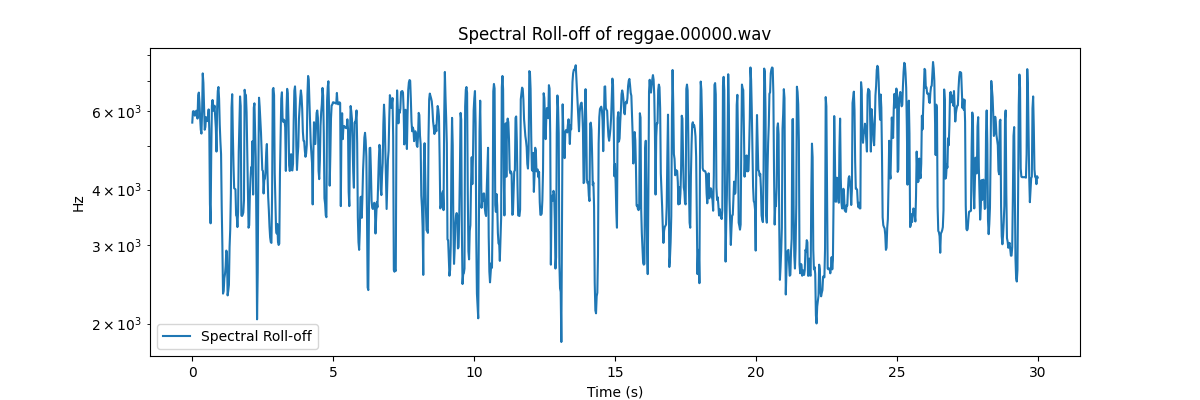 Spectral Roll-off of reggae.00000.wav
Hz
6 × 10³
4 × 10³
3 × 10³
2 × 10³
Spectral Roll-off
0 5 10 15 20 25 30
Time (s)